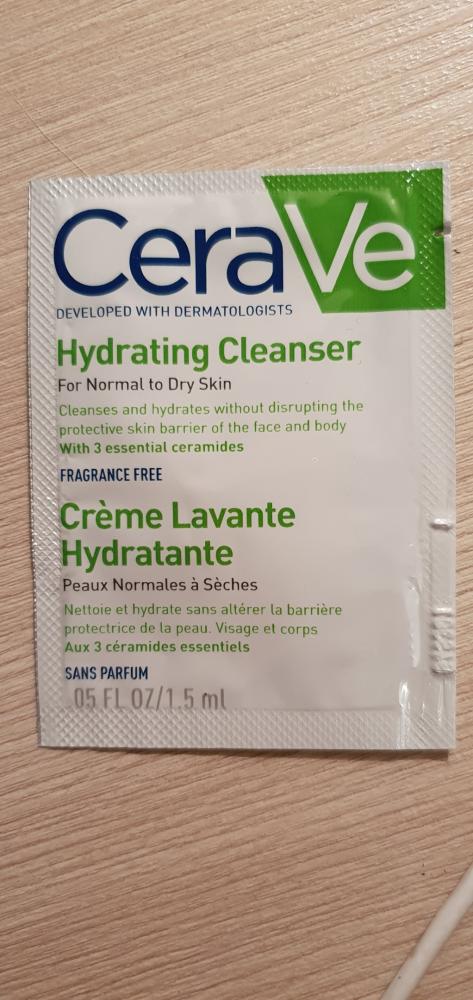 CeraVe
DEVELOPED WITH DERMATOLOGISTS
Hydrating Cleanser
For Normal to Dry Skin
Cleanses and hydrates without disrupting the
protective skin barrier of the face and body
With 3 essential ceramides
FRAGRANCE FREE
Crème Lavante
Hydratante
Peaux Normales à Sèches
Nettoie et hydrate sans altérer la barrière
protectrice de la peau. Visage et corps
Aux 3 céramides essentiels
SANS PARFUM
05 FL OZ/1.5 ml